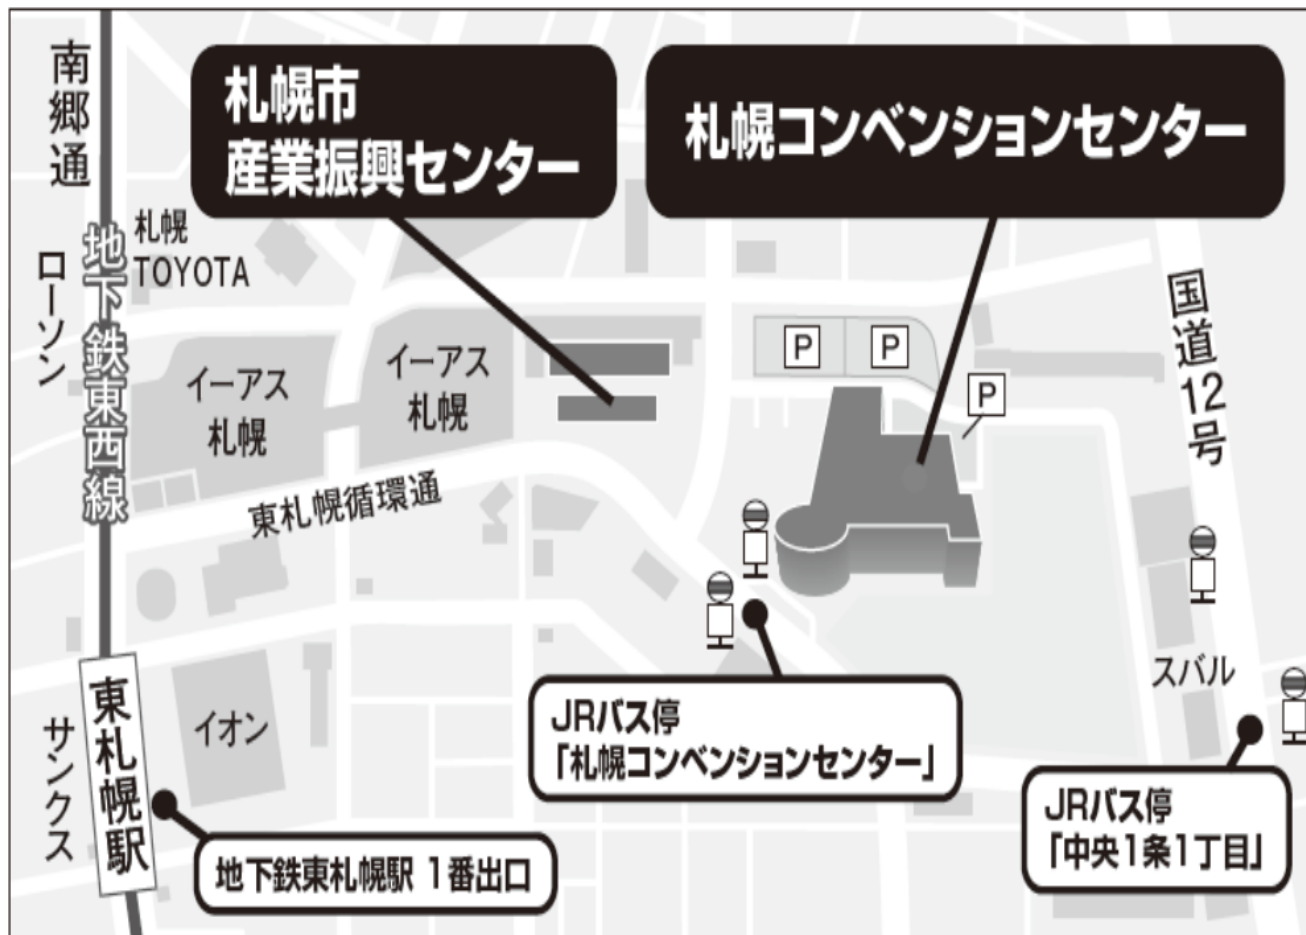 南郷通
札幌市
産業振興センター
札幌コンベンションセンター
札幌
TOYOTA
ローソン
地下鉄東西線
イーアス
札幌
イーアス
札幌
P
P
P
国道12号
東札幌循環通
スバル
JRバス停
「札幌コンベンションセンター」
イオン
サンクス
東札幌駅
地下鉄東札幌駅 1番出口
JRバス停
「中央1条1丁目」